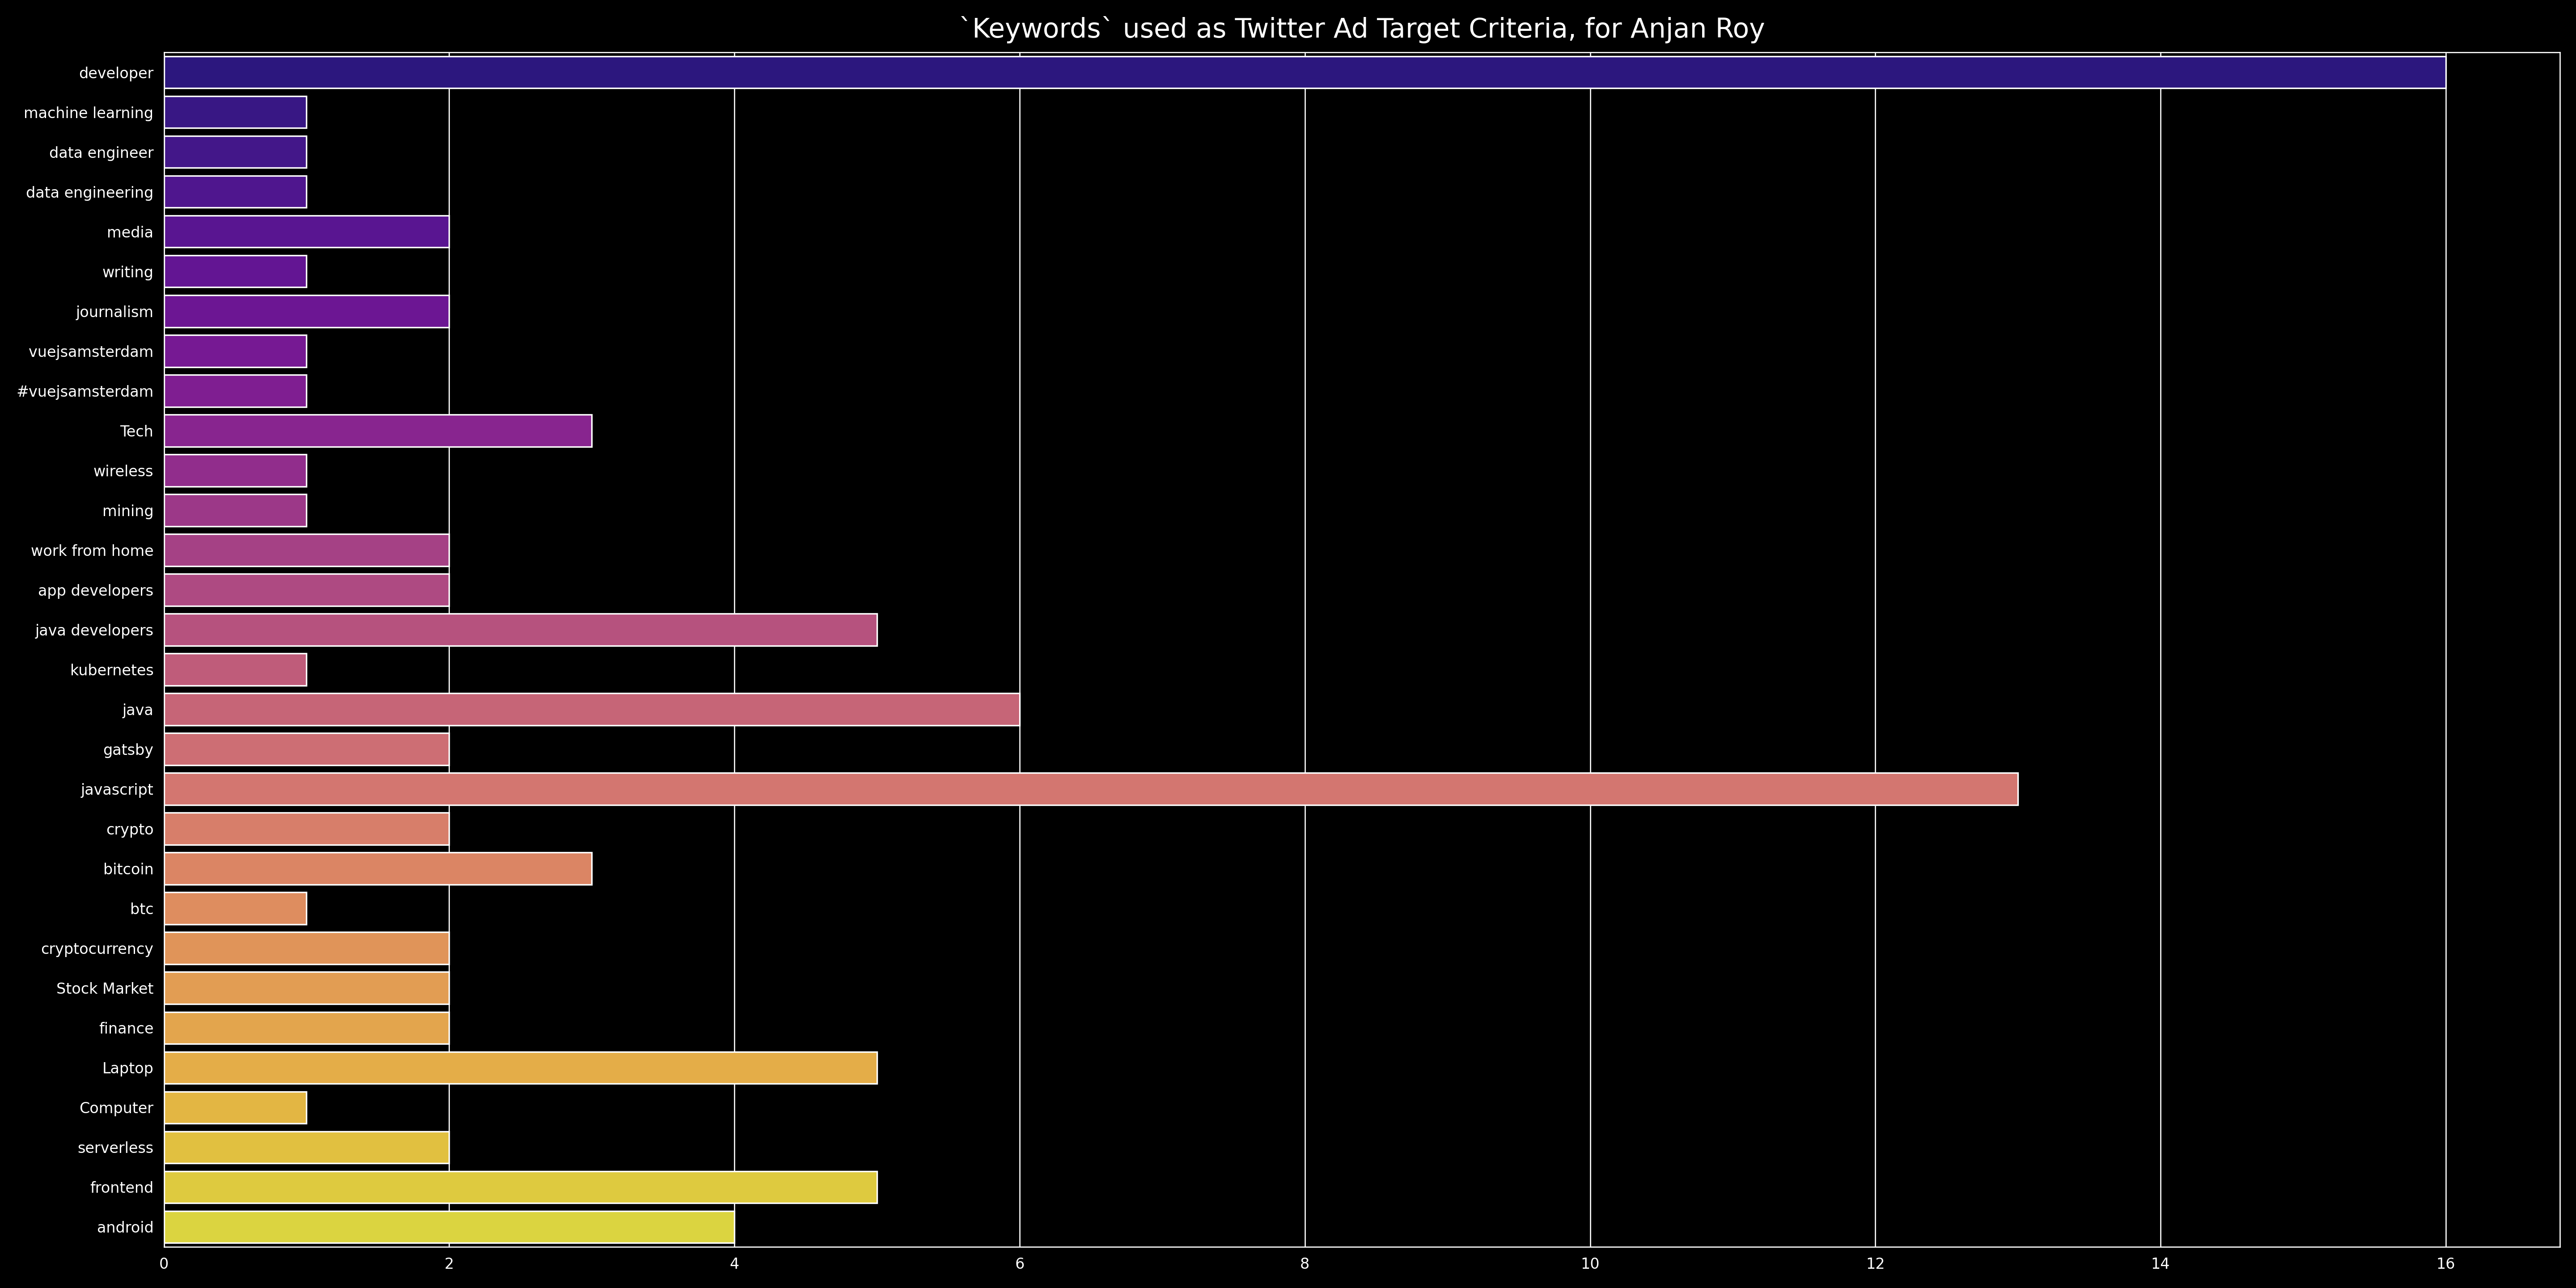 `Keywords` used as Twitter Ad Target Criteria, for Anjan Roy
developer
machine learning
data engineer
data engineering
media
writing
journalism
vuejsamsterdam
#vuejsamsterdam
Tech
wireless
mining
work from home
app developers
java developers
kubernetes
java
gatsby
javascript
crypto
bitcoin
btc
cryptocurrency
Stock Market
finance
Laptop
Computer
serverless
frontend
android
0 2 4 6 8 10 12 14 16